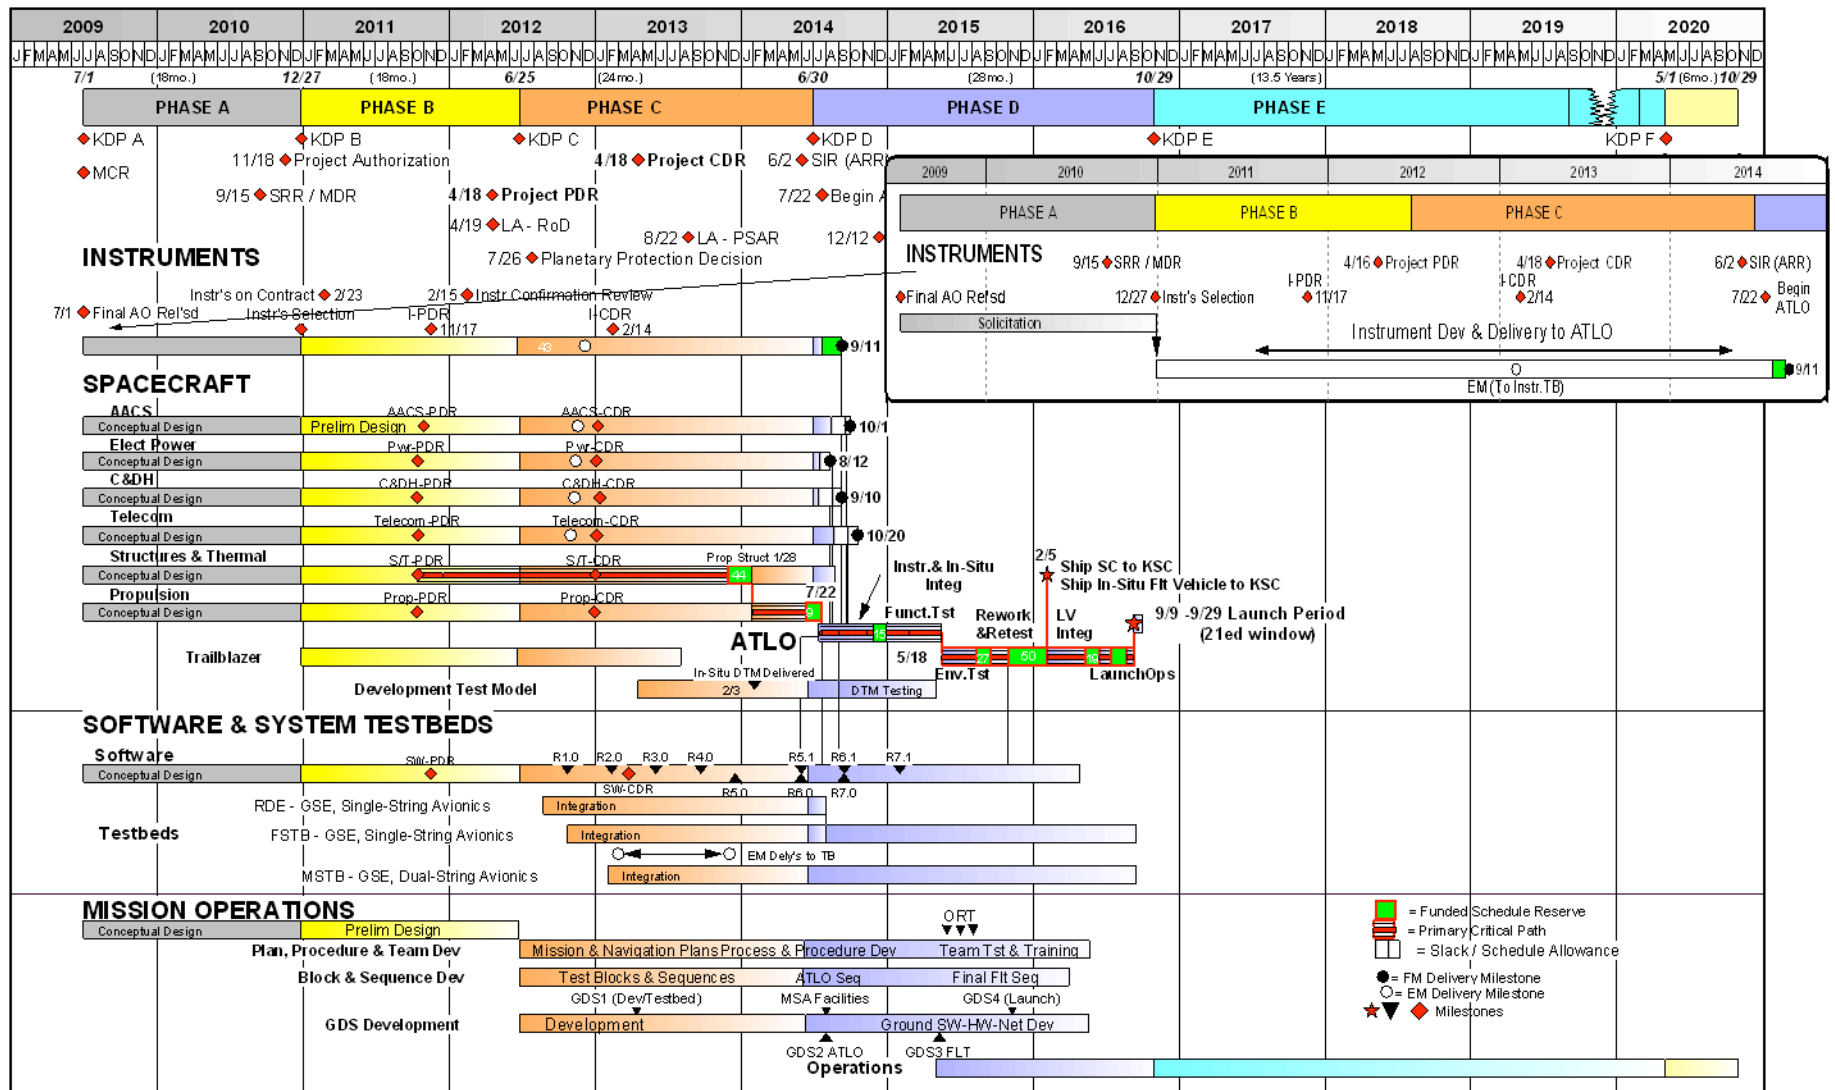 2009 2010 2011 2012 2013 2014 2015 2016 2017 2018 2019 2020
J F M A M J J A S O N D J F M A M J J A S O N D J F M A M J J A S O N D J F M A M J J A S O N D J F M A M J J A S O N D J F M A M J J A S O N D J F M A M J J A S O N D J F M A M J J A S O N D J F M A M J J A S O N D J F M A M J J A S O N D J F M A M J J A S O N D J F M A M J J A S O N D
7/1 (18mo.) 12/27 (18mo.) 6/25 (24mo.) 6/30 (28mo.) 10/29 (13.5 Years) 5/1 (6mo.) 10/29
PHASE A PHASE B PHASE C PHASE D PHASE E
KDP A KDP B KDP C KDP D KDP E KDP F
11/18 Project Authorization 4/18 Project CDR 6/2 SIR (ARR)
MCR
9/15 SRR / MDR 4/18 Project PDR 7/22 Begin A
4/19 LA - RoD
8/22 LA - PSAR 12/12
7/26 Planetary Protection Decision
INSTRUMENTS
Instr's on Contract 2/23 2/15 Instr Confirmation Review
7/1 Final AO Rel'sd Instr's Selection I-PDR I-CDR
11/17 2/14
43 9/11
2009 2010 2011 2012 2013 2014
PHASE A PHASE B PHASE C
INSTRUMENTS
9/15 SRR / MDR 4/16 Project PDR 4/18 Project CDR 6/2 SIR (ARR)
I-PDR I-CDR
Final AO Rel'sd 12/27 Instr's Selection 11/17 2/14 7/22 Begin
ATLO
Solicitation
Instrument Dev & Delivery to ATLO
9/11
EM (To Instr.TB)
SPACECRAFT
AACS AACS-PDR AACS-CDR
Conceptual Design Prelim Design 10/1
Elect Power Pwr-PDR Pwr-CDR
Conceptual Design 8/12
C&DH C&DH-PDR C&DH-CDR
Conceptual Design 9/10
Telecom Telecom-PDR Telecom-CDR
Conceptual Design 10/20
Structures & Thermal S/T-PDR S/T-CDR Prop Struct 1/28
Conceptual Design 44
Propulsion Prop-PDR Prop-CDR 7/22
Conceptual Design 9
Instr.& In-Situ
Integ
2/5
Ship SC to KSC
Ship In-Situ Flt Vehicle to KSC
Funct.Tst
Rework
&Retest
LV
Integ
9/9 -9/29 Launch Period
(21ed window)
ATLO 15
5/18 27 50 19
Env.Tst LaunchOps
Trailblazer
In-Situ DTM Delivered
Development Test Model 2/3 DTM Testing
SOFTWARE & SYSTEM TESTBEDS
Software SW-PDR R1.0 R2.0 R3.0 R4.0 R5.1 R6.1 R7.1
Conceptual Design
SW-CDR R5.0 R6.0 R7.0
RDE - GSE, Single-String Avionics Integration
Testbeds FSTB - GSE, Single-String Avionics Integration
EM Dely's to TB
MSTB - GSE, Dual-String Avionics Integration
MISSION OPERATIONS
Conceptual Design Prelim Design
ORT
Plan, Procedure & Team Dev Mission & Navigation Plans Process & Procedure Dev Team Tst & Training
Block & Sequence Dev Test Blocks & Sequences ATLO Seq Final Flt Seq
GDS1 (Dev/Testbed) MSA Facilities GDS4 (Launch)
GDS Development Development Ground SW-HW-Net Dev
GDS2 ATLO GDS3 FLT
Operations
= Funded Schedule Reserve
= Primary Critical Path
= Slack / Schedule Allowance
= FM Delivery Milestone
= EM Delivery Milestone
Milestones